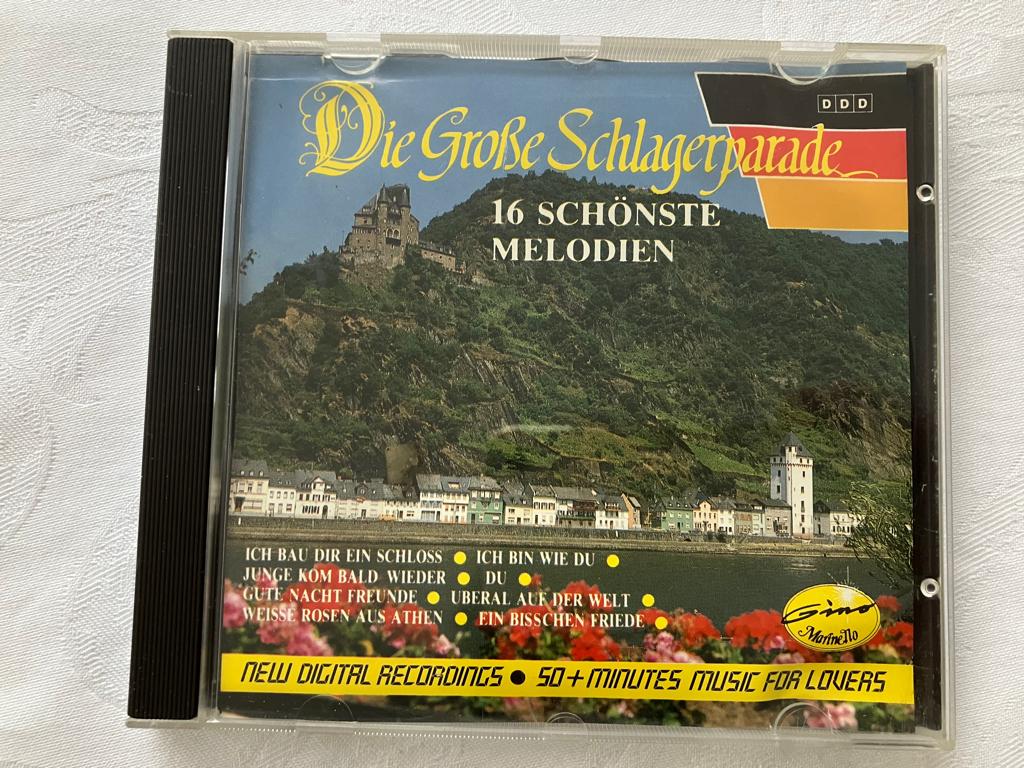 DDD
Die Große Schlagerparade
16 SCHÖNSTE
MELODIEN
ICH BAU DIR EIN SCHLOSS ● ICH BIN WIE DU ●
JUNGE KOM BALD WIEDER ● DU ●
GUTE NACHT FREUNDE ● UBERAL AUF DER WELT ●
WEISSE ROSEN AUS ATHEN ● EIN BISSCHEN FRIEDE ●
Gino
Marinello
NEW DIGITAL RECORDINGS ● 50+ MINUTES MUSIC FOR LOVERS